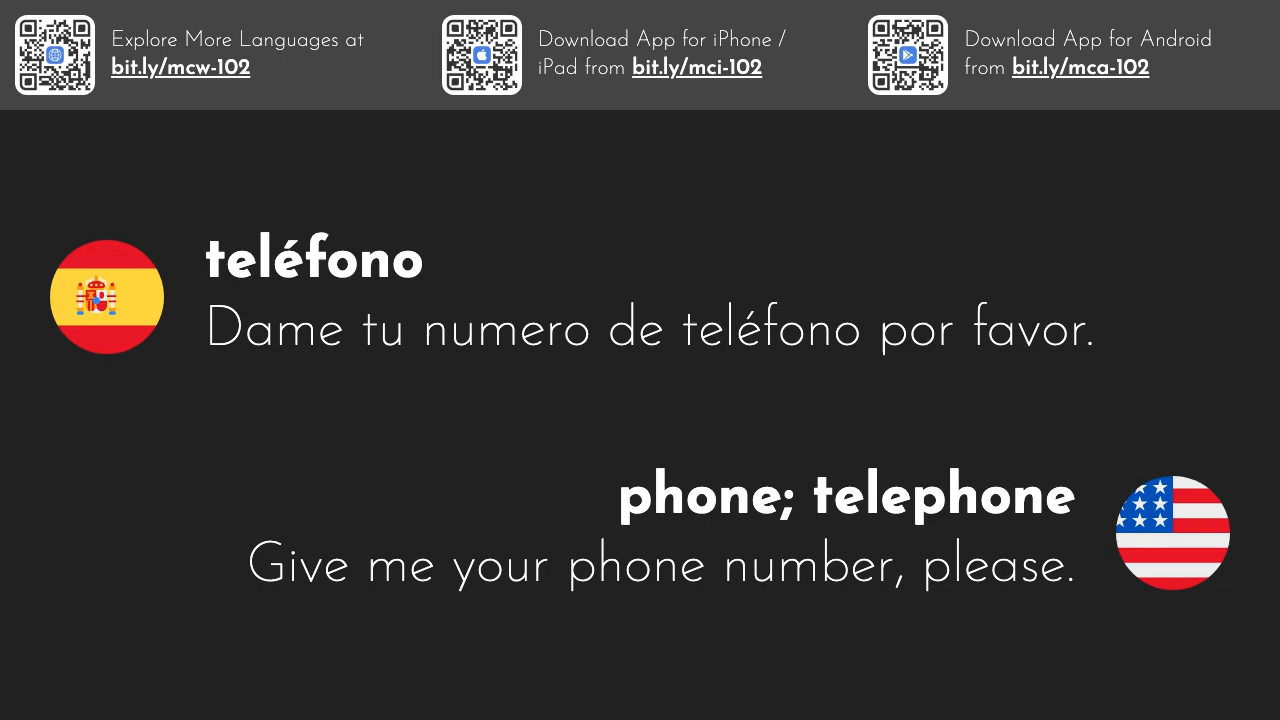 Explore More Languages at
bit.ly/mcw-102
Download App for iPhone /
iPad from bit.ly/mci-102
Download App for Android
from bit.ly/mca-102
teléfono
Dame tu numero de teléfono por favor.
phone; telephone
Give me your phone number, please.